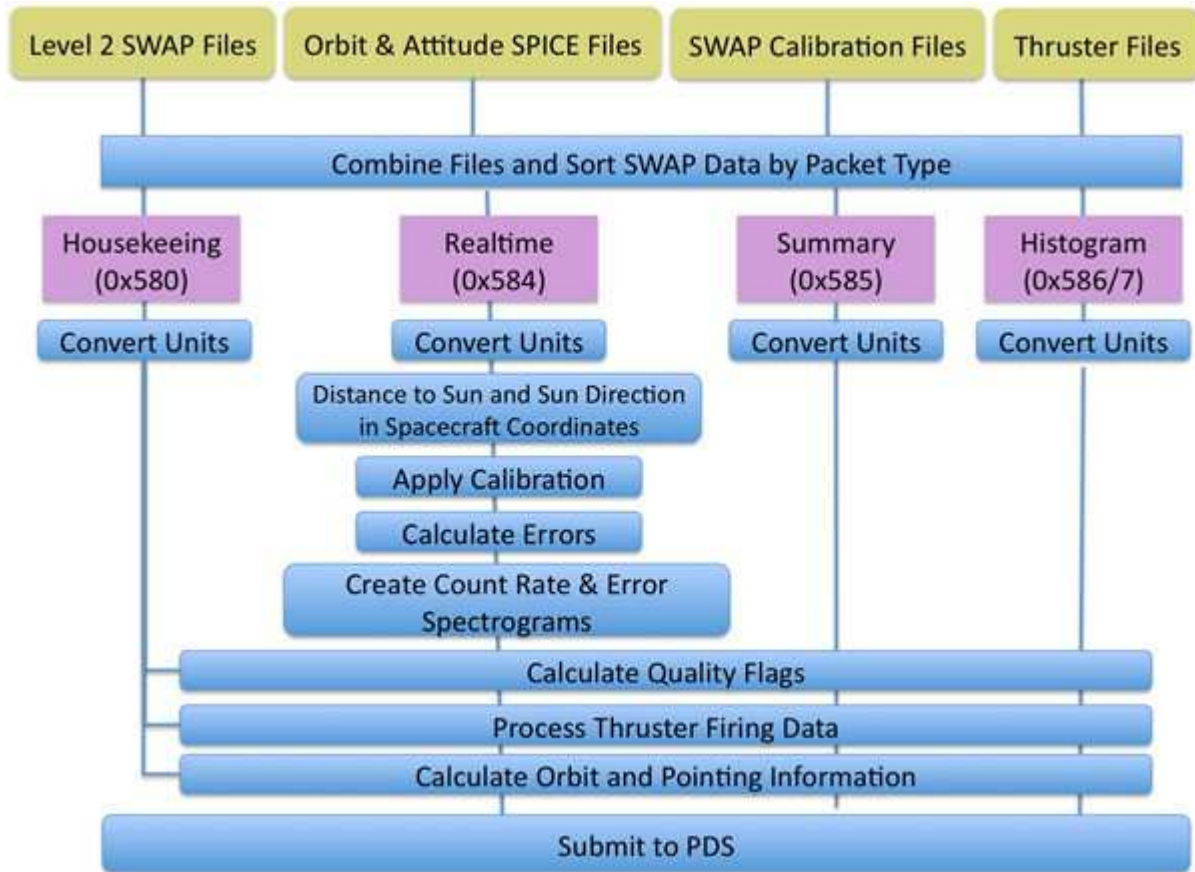 Level 2 SWAP Files
Orbit & Attitude SPICE Files
SWAP Calibration Files
Thruster Files
Combine Files and Sort SWAP Data by Packet Type
Housekeeing
(0x580)
Realtime
(0x584)
Summary
(0x585)
Histogram
(0x586/7)
Convert Units
Convert Units
Convert Units
Convert Units
Distance to Sun and Sun Direction
in Spacecraft Coordinates
Apply Calibration
Calculate Errors
Create Count Rate & Error
Spectrograms
Calculate Quality Flags
Process Thruster Firing Data
Calculate Orbit and Pointing Information
Submit to PDS